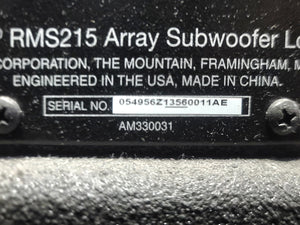 RMS215 Array Subwoofer
CORPORATION, THE MOUNTAIN, FRAMINGHAM,
ENGINEERED IN THE USA, MADE IN CHINA.
SERIAL NO. 054956Z13560011AE
AM330031